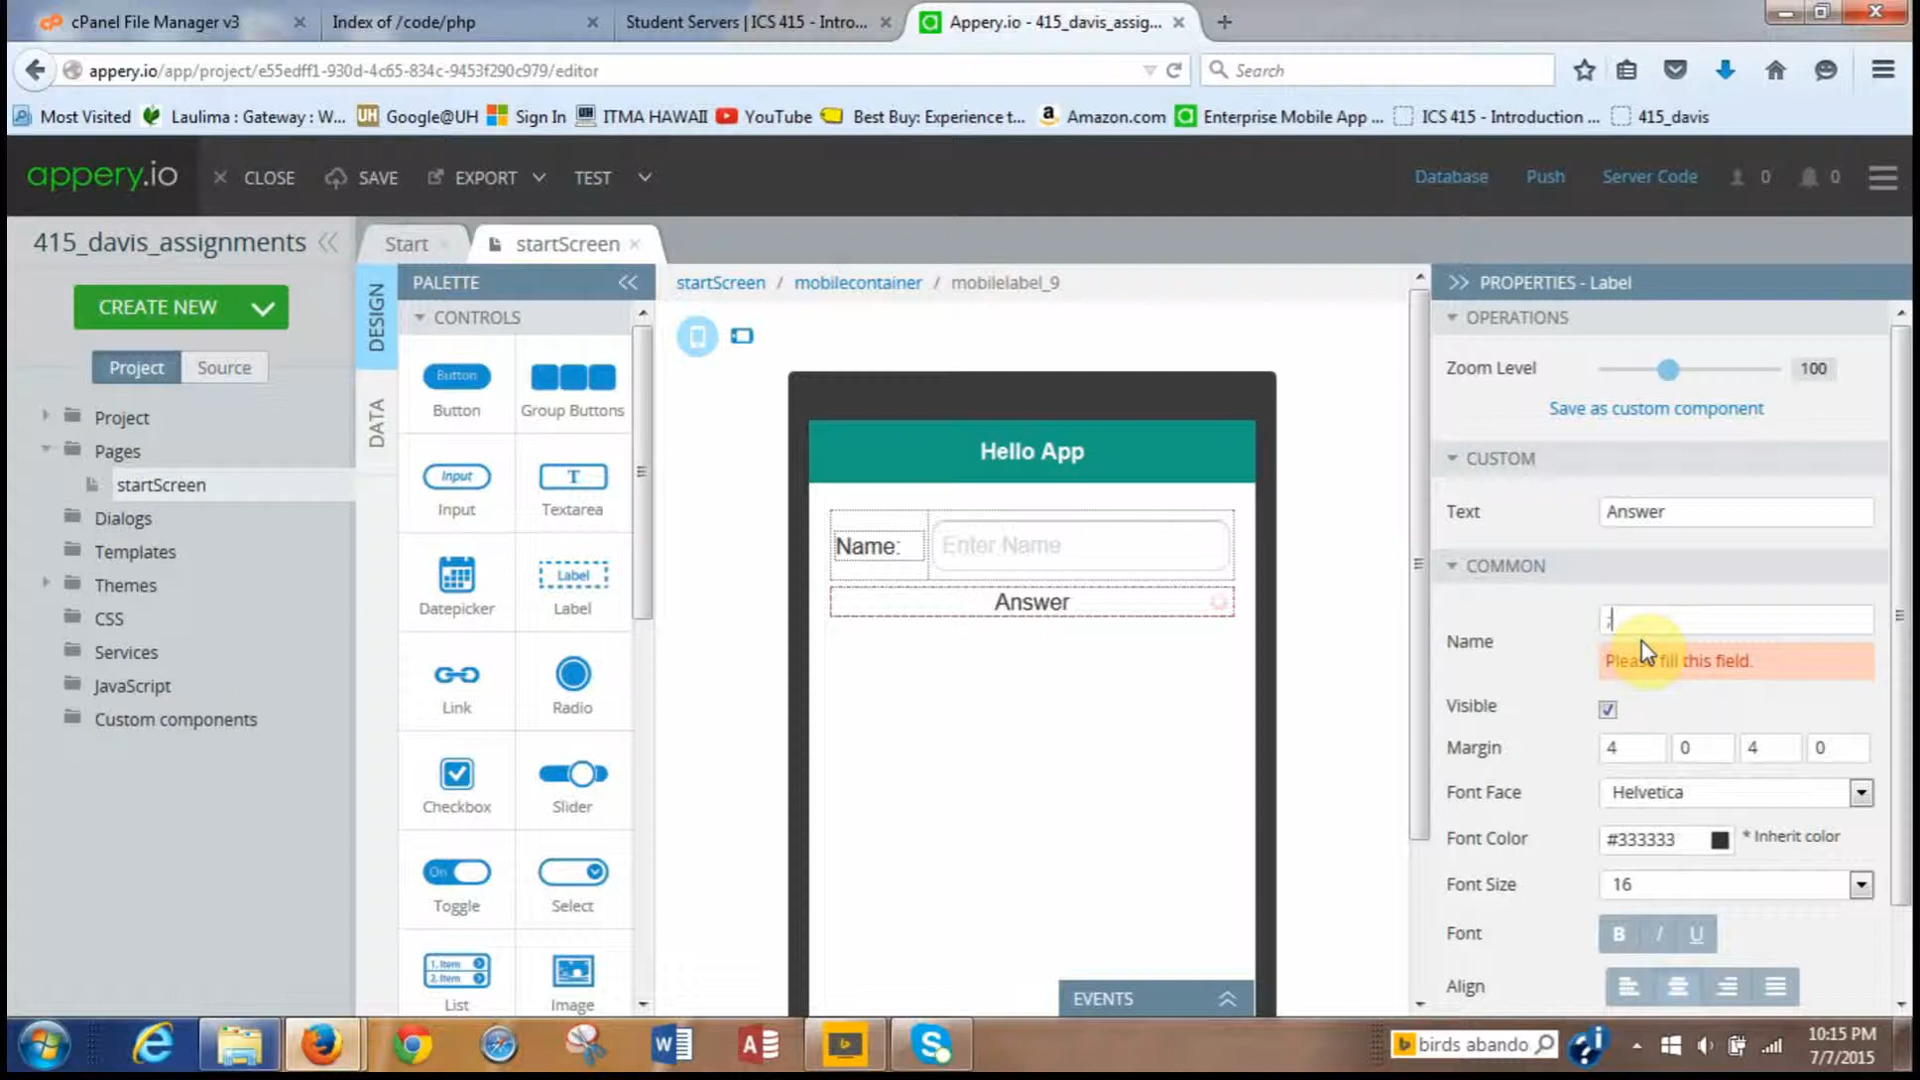 cPanel File Manager v3
Index of /code/php
Student Servers | ICS 415 - Intro...
Appery.io - 415_davis_assig...
appery.io/app/project/e55edff1-930d-4c65-834c-9453f290c979/editor
Search
Most Visited
Laulima : Gateway : W...
UH Google@UH
Sign In
ITMA HAWAII
YouTube
Best Buy: Experience t...
Amazon.com
Enterprise Mobile App ...
ICS 415 - Introduction ...
415_davis
appery.io
CLOSE
SAVE
EXPORT
TEST
Database
Push
Server Code
0
0
415_davis_assignments
Start
startScreen
CREATE NEW
Project
Source
Project
Pages
startScreen
Dialogs
Templates
Themes
CSS
Services
JavaScript
Custom components
DESIGN
DATA
PALETTE
CONTROLS
Button
Button
Group Buttons
Input
Input
T
Textarea
Datepicker
Label
Label
Link
Radio
Checkbox
Slider
On
Toggle
Select
1. Item
2. Item
List
Image
startScreen / mobilecontainer / mobilelabel_9
Hello App
Name:
Enter Name
Answer
EVENTS
PROPERTIES - Label
OPERATIONS
Zoom Level
100
Save as custom component
CUSTOM
Text
Answer
COMMON
Name
Please fill this field.
Visible
Margin
4
0
4
0
Font Face
Helvetica
Font Color
#333333
* Inherit color
Font Size
16
Font
B I U
Align
birds abando
10:15 PM
7/7/2015